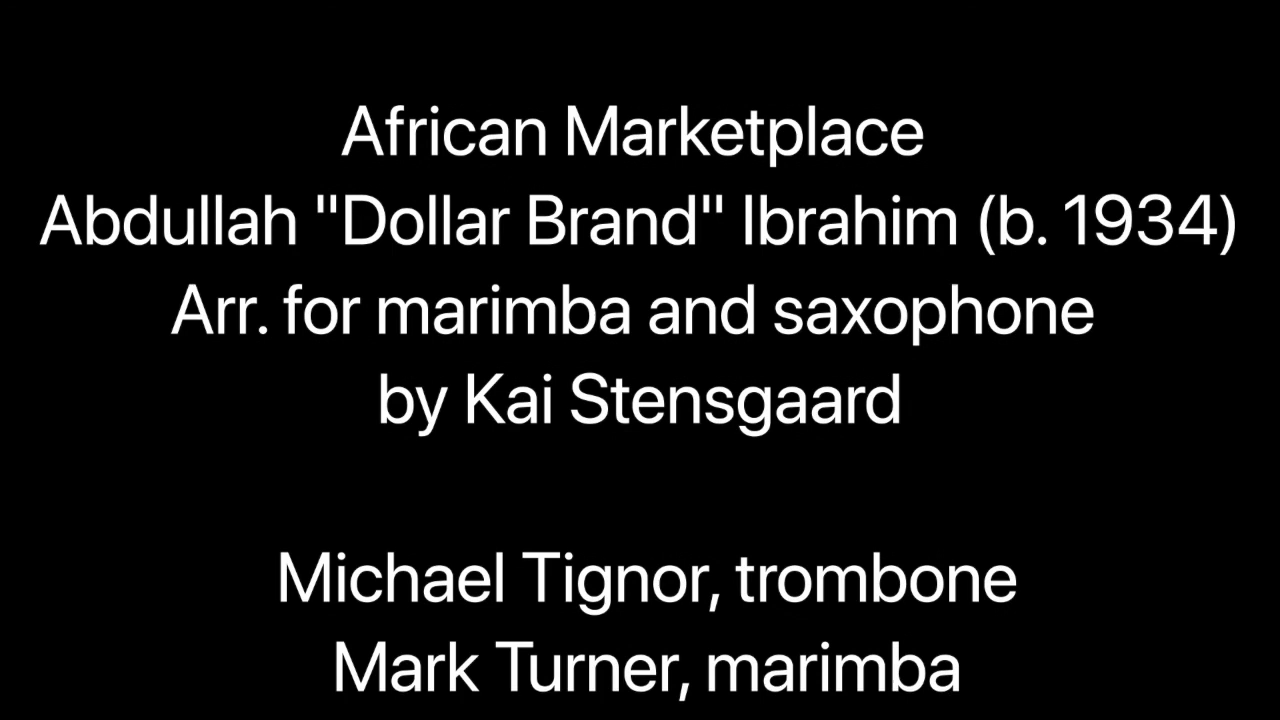 African Marketplace
Abdullah "Dollar Brand" Ibrahim (b. 1934)
Arr. for marimba and saxophone
by Kai Stensgaard
Michael Tignor, trombone
Mark Turner, marimba